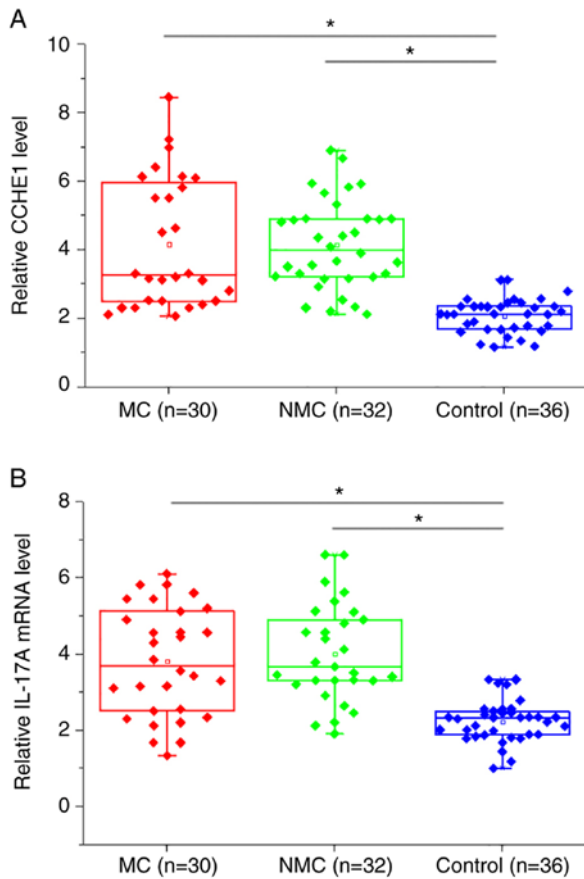 A
*
*
10
8
6
4
2
0
Relative CCHE1 level
MC (n=30) NMC (n=32) Control (n=36)
B
*
*
8
6
4
2
0
Relative IL-17A mRNA level
MC (n=30) NMC (n=32) Control (n=36)